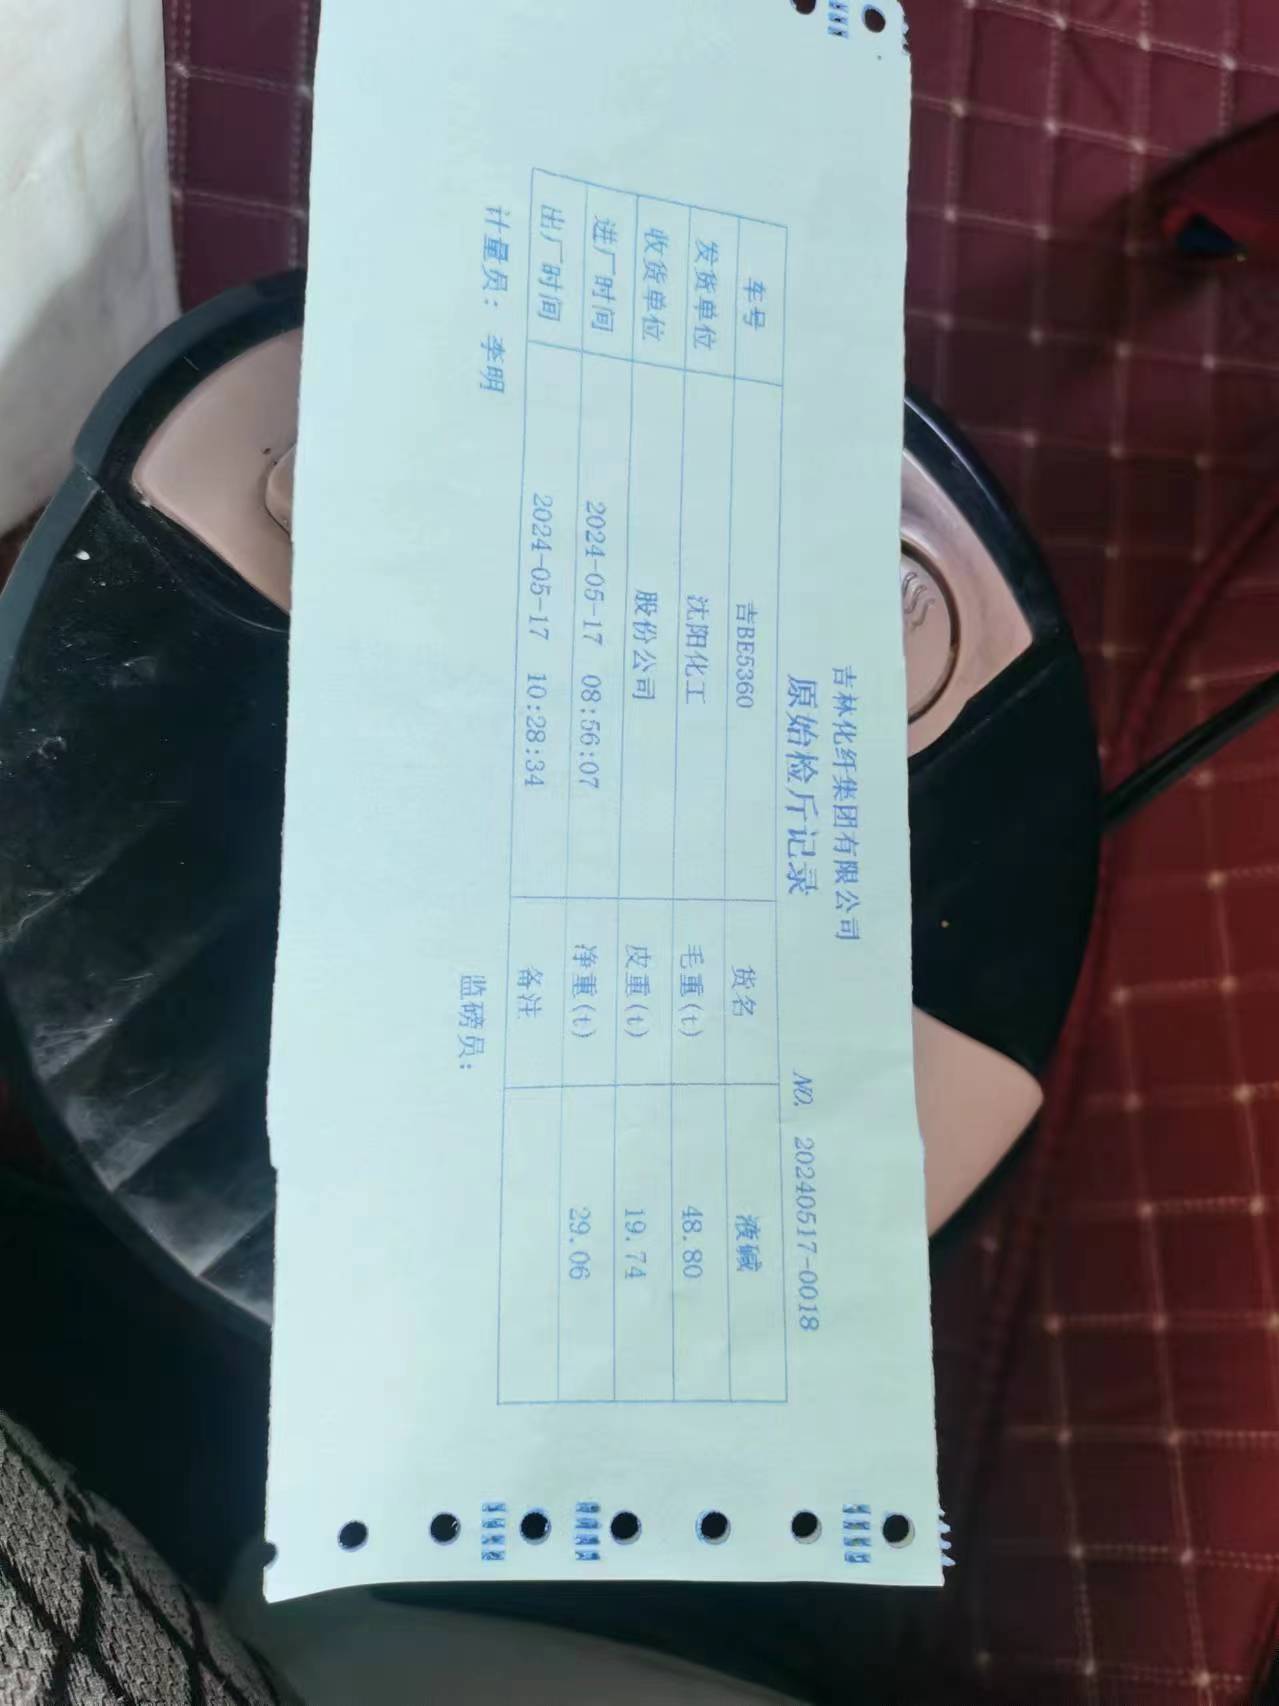 吉林化纤集团有限公司
原始检斤记录 NO. 20240517-0018
车号 吉BE5360 货名 液碱
发货单位 沈阳化工 毛重(t) 48.80
收货单位 股份公司 皮重(t) 19.74
进厂时间 2024-05-17 08:56:07 净重(t) 29.06
出厂时间 2024-05-17 10:28:34 备注
计量员： 李明 监磅员：